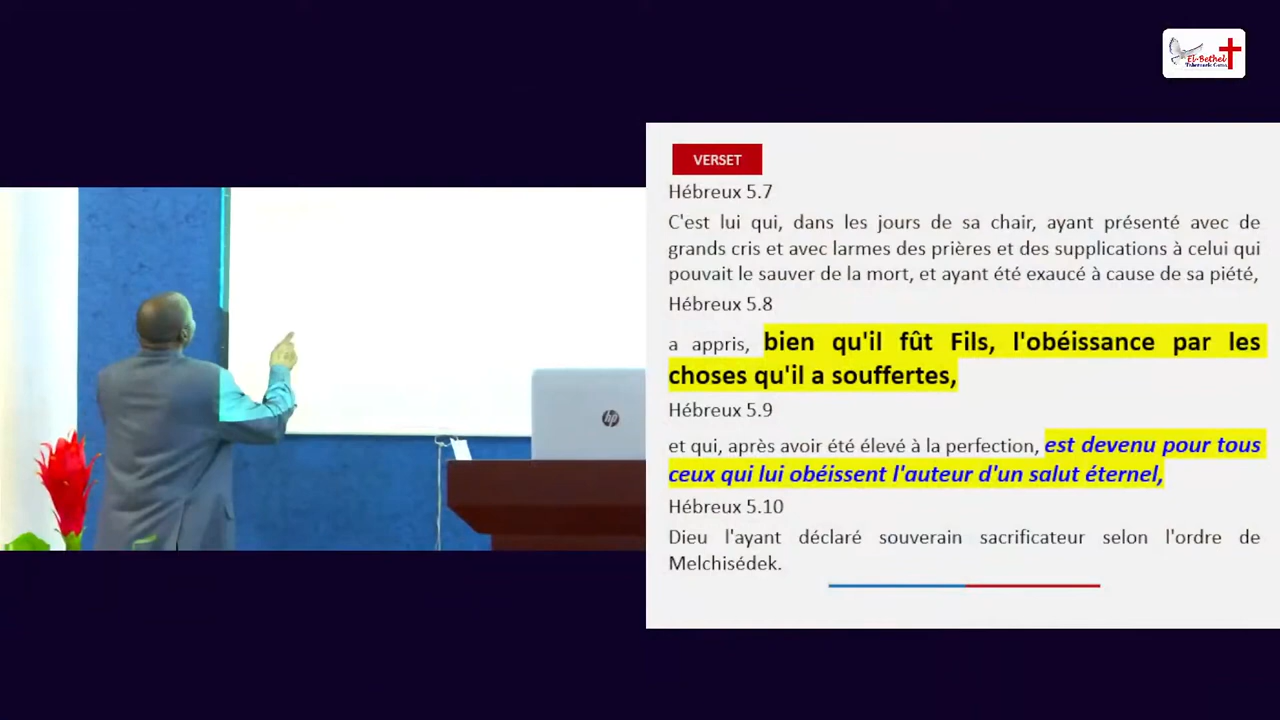 El-Bethel
VERSET
Hébreux 5.7
C'est lui qui, dans les jours de sa chair, ayant présenté avec de
grands cris et avec larmes des prières et des supplications à celui qui
pouvait le sauver de la mort, et ayant été exaucé à cause de sa piété,
Hébreux 5.8
a appris, bien qu'il fût Fils, l'obéissance par les
choses qu'il a souffertes,
Hébreux 5.9
et qui, après avoir été élevé à la perfection, est devenu pour tous
ceux qui lui obéissent l'auteur d'un salut éternel,
Hébreux 5.10
Dieu l'ayant déclaré souverain sacrificateur selon l'ordre de
Melchisédek.
hp